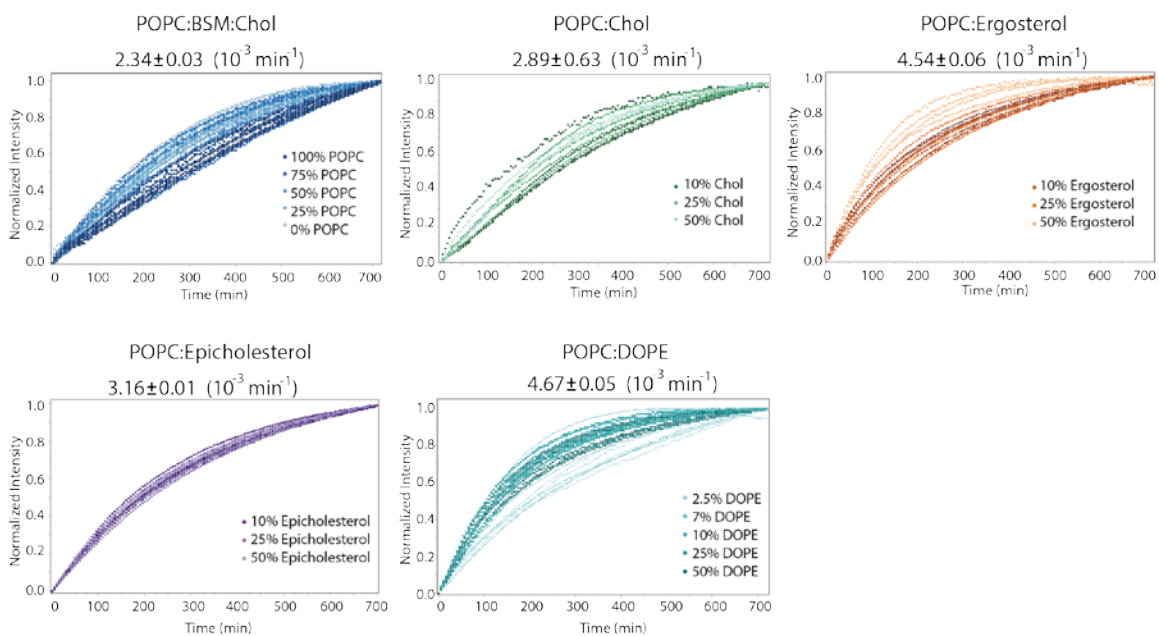 POPC:BSM:Chol
2.34±0.03 (10⁻³ min⁻¹)
Normalized Intensity
1.0
0.8
0.6
0.4
0.2
0.0
100% POPC
75% POPC
50% POPC
25% POPC
0% POPC
0 100 200 300 400 500 600 700
Time (min)
POPC:Chol
2.89±0.63 (10⁻³ min⁻¹)
Normalized Intensity
1.0
0.8
0.6
0.4
0.2
0.0
10% Chol
25% Chol
50% Chol
0 100 200 300 400 500 600 700
Time (min)
POPC:Ergosterol
4.54±0.06 (10⁻³ min⁻¹)
Normalized Intensity
1.0
0.8
0.6
0.4
0.2
0.0
10% Ergosterol
25% Ergosterol
50% Ergosterol
0 100 200 300 400 500 600 700
Time (min)
POPC:Epicholesterol
3.16±0.01 (10⁻³ min⁻¹)
Normalized Intensity
1.0
0.8
0.6
0.4
0.2
0.0
10% Epicholesterol
25% Epicholesterol
50% Epicholesterol
0 100 200 300 400 500 600 700
Time (min)
POPC:DOPE
4.67±0.05 (10⁻³ min⁻¹)
Normalized Intensity
1.0
0.8
0.6
0.4
0.2
0.0
2.5% DOPE
7% DOPE
10% DOPE
25% DOPE
50% DOPE
0 100 200 300 400 500 600 700
Time (min)